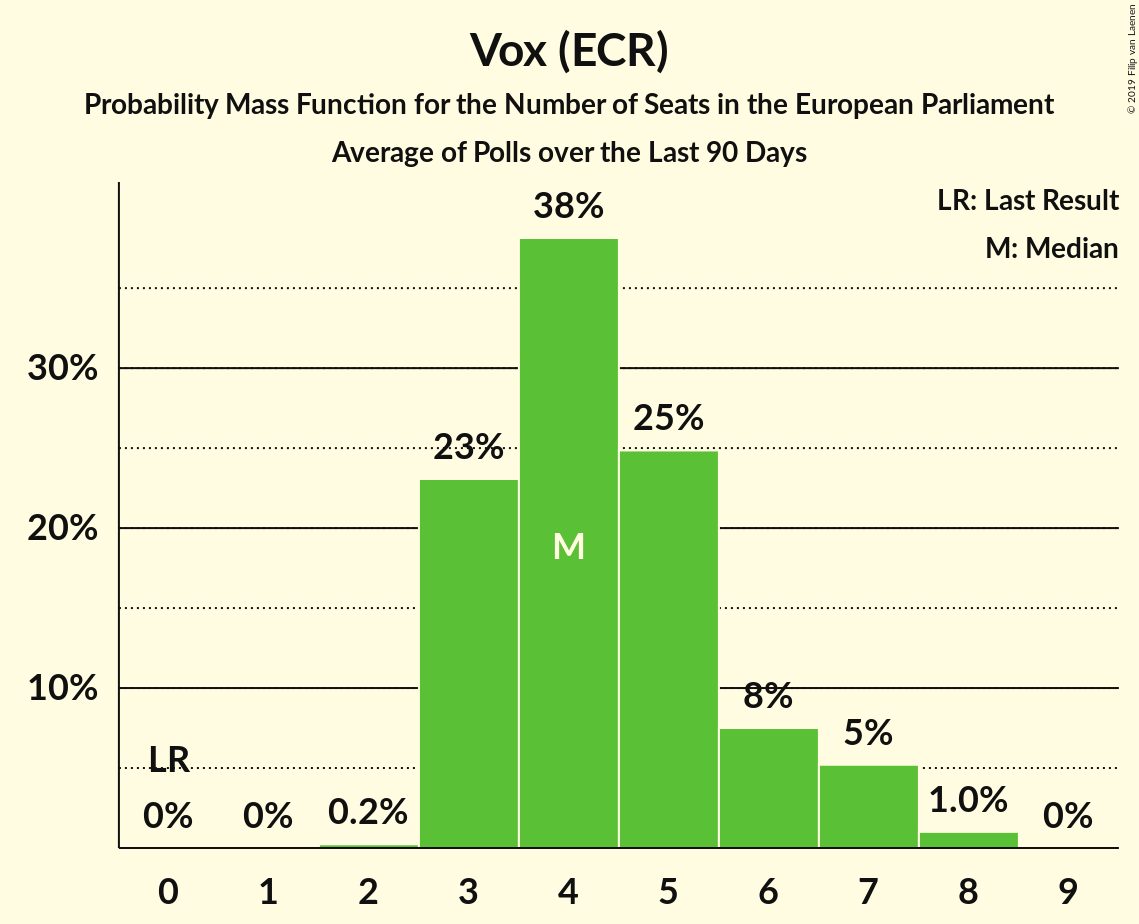 Vox (ECR)
Probability Mass Function for the Number of Seats in the European Parliament
Average of Polls over the Last 90 Days
© 2019 Filip van Laenen
LR: Last Result
M: Median
38%
30%
25%
23%
20%
M
10%
8%
5%
LR
0%
0%
0.2%
1.0%
0%
0 1 2 3 4 5 6 7 8 9